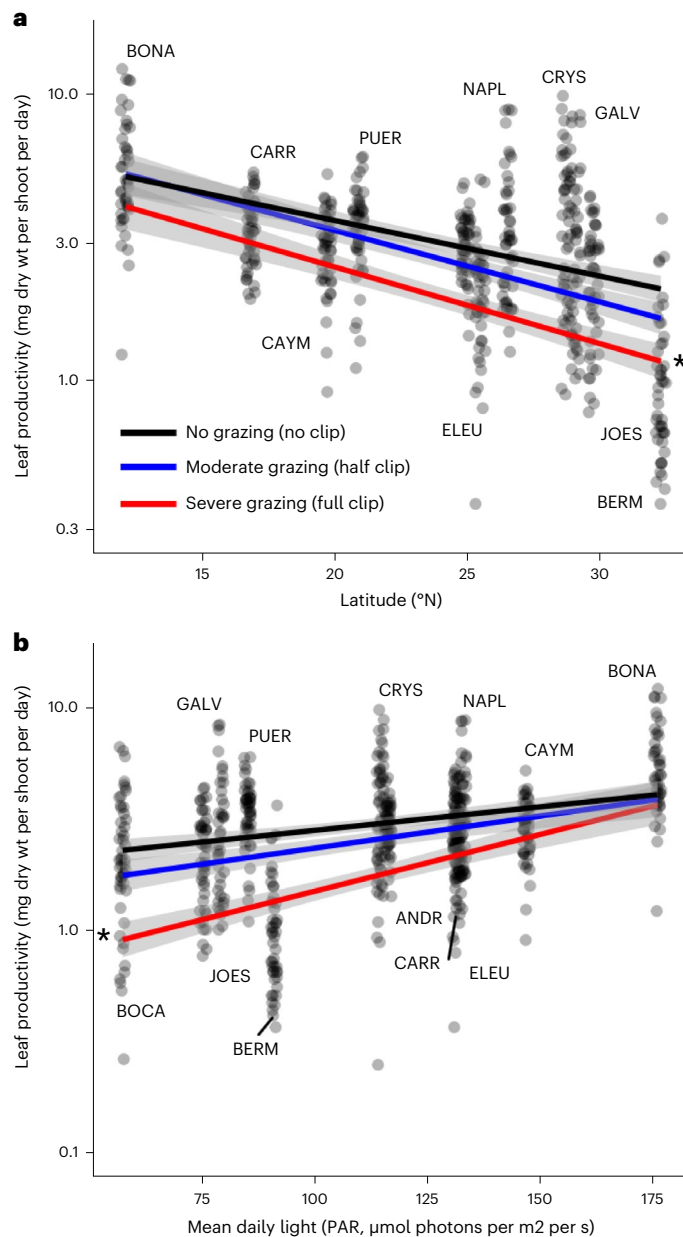 a
Leaf productivity (mg dry wt per shoot per day)
10.0
3.0
1.0
0.3
BONA
CARR
PUER
NAPL
CRYS
GALV
CAYM
ELEU
JOES
BERM
*
No grazing (no clip)
Moderate grazing (half clip)
Severe grazing (full clip)
15 20 25 30
Latitude (°N)
b
Leaf productivity (mg dry wt per shoot per day)
10.0
1.0
0.1
GALV
PUER
CRYS
NAPL
CAYM
BONA
*
BOCA
JOES
BERM
ANDR
CARR
ELEU
75 100 125 150 175
Mean daily light (PAR, µmol photons per m2 per s)